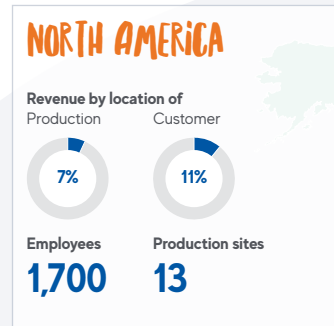 NORTH AMERICA
Revenue by location of
Production Customer
7% 11%
Employees Production sites
1,700 13